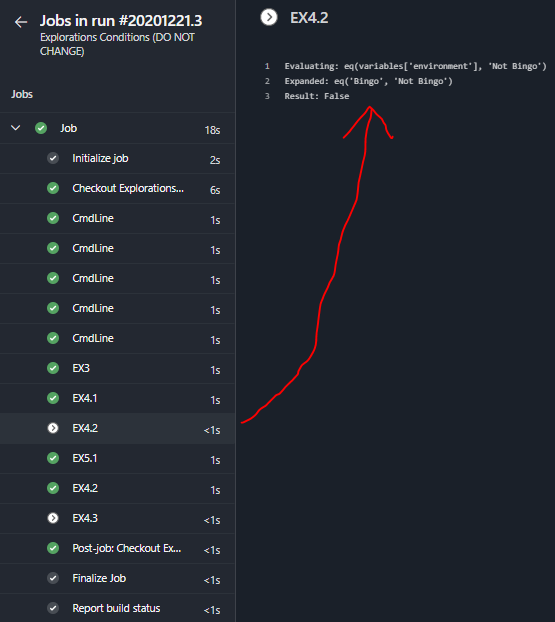 Jobs in run #20201221.3
Explorations Conditions (DO NOT
CHANGE)
Jobs
Job 18s
Initialize job 2s
Checkout Explorations... 6s
CmdLine 1s
CmdLine 1s
CmdLine 1s
CmdLine 1s
CmdLine 1s
EX3 1s
EX4.1 1s
EX4.2 <1s
EX5.1 1s
EX4.2 1s
EX4.3 <1s
Post-job: Checkout Ex... <1s
Finalize Job <1s
Report build status <1s
EX4.2
1 Evaluating: eq(variables['environment'], 'Not Bingo')
2 Expanded: eq('Bingo', 'Not Bingo')
3 Result: False